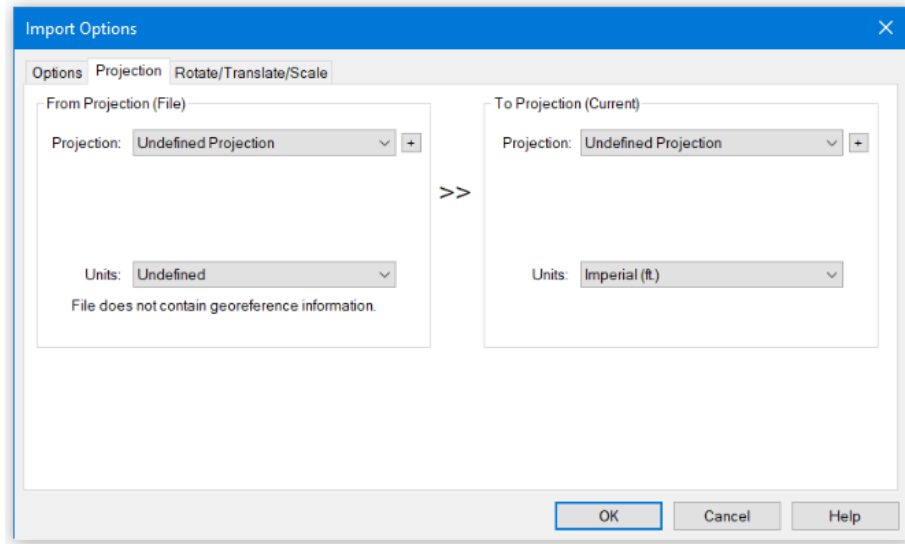 Import Options
Options Projection Rotate/Translate/Scale
From Projection (File)
Projection: Undefined Projection +
Units: Undefined
File does not contain georeference information.
>>
To Projection (Current)
Projection: Undefined Projection +
Units: Imperial (ft.)
OK Cancel Help